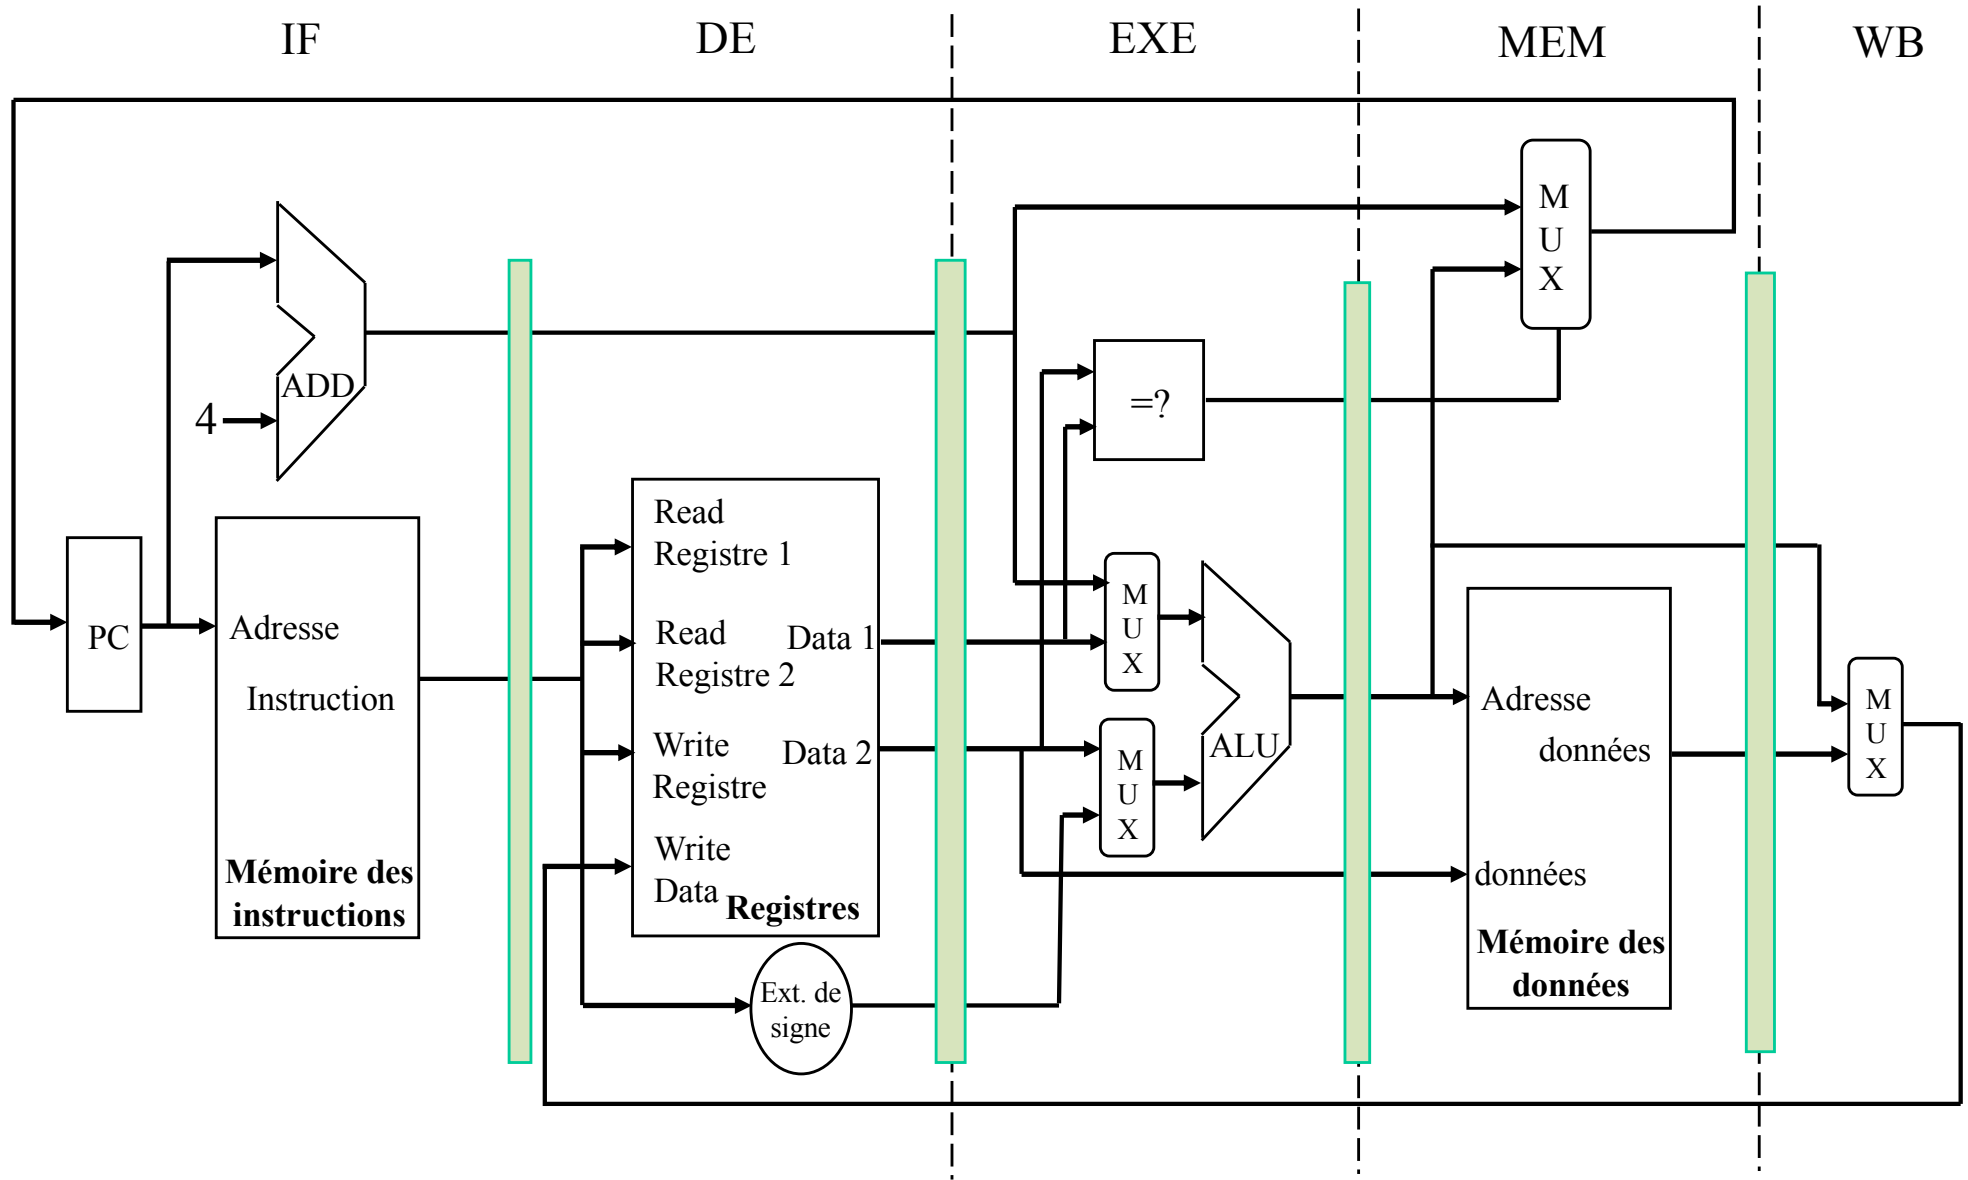 IF
DE
EXE
MEM
WB
ADD
4
PC
Adresse
Instruction
Mémoire des
instructions
Read
Registre 1
Read
Registre 2
Write
Registre
Write
Data
Data 1
Data 2
Registres
Ext. de
signe
=?
M
U
X
M
U
X
ALU
M
U
X
Adresse
données
données
Mémoire des
données
M
U
X